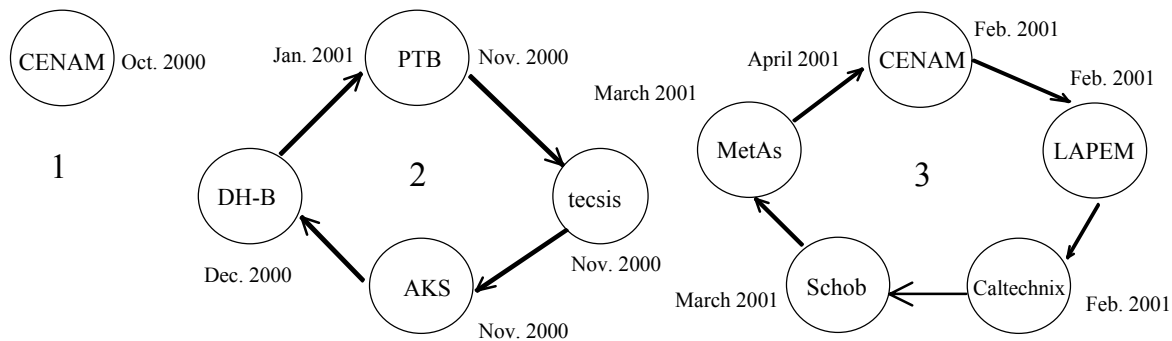 CENAM
Oct. 2000
1
Jan. 2001
PTB
Nov. 2000
DH-B
2
tecsis
Nov. 2000
Dec. 2000
AKS
Nov. 2000
Feb. 2001
April 2001
CENAM
Feb. 2001
March 2001
MetAs
3
LAPEM
Schob
Caltechnix
March 2001
Feb. 2001